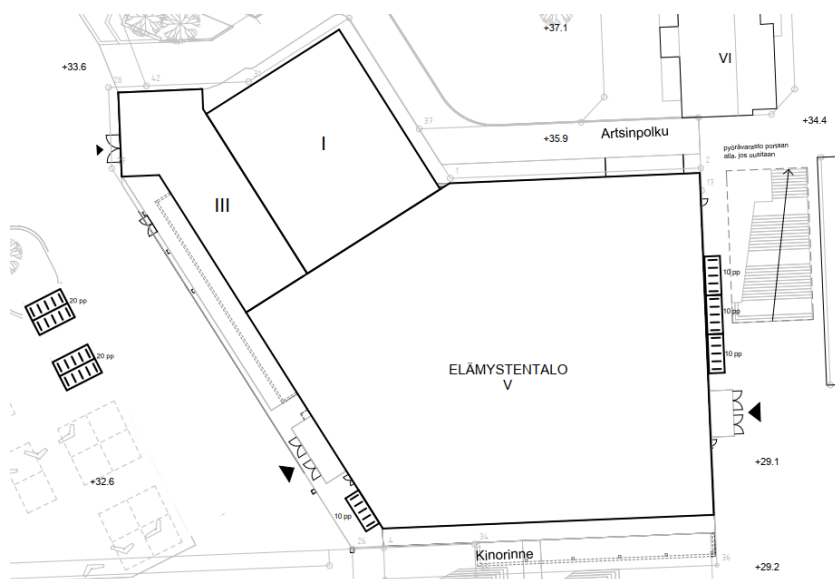 +37.1
VI
+33.6
28
42
31
+34.4
37
+35.9
Artsinpolku
pyörävarasto portaan
alla, jos uusitaan
I
1
2
17
III
10 pp
20 pp
10 pp
10 pp
20 pp
ELÄMYSTENTALO
V
+29.1
+32.6
10 pp
26
4
34
Kinorinne
36
+29.2